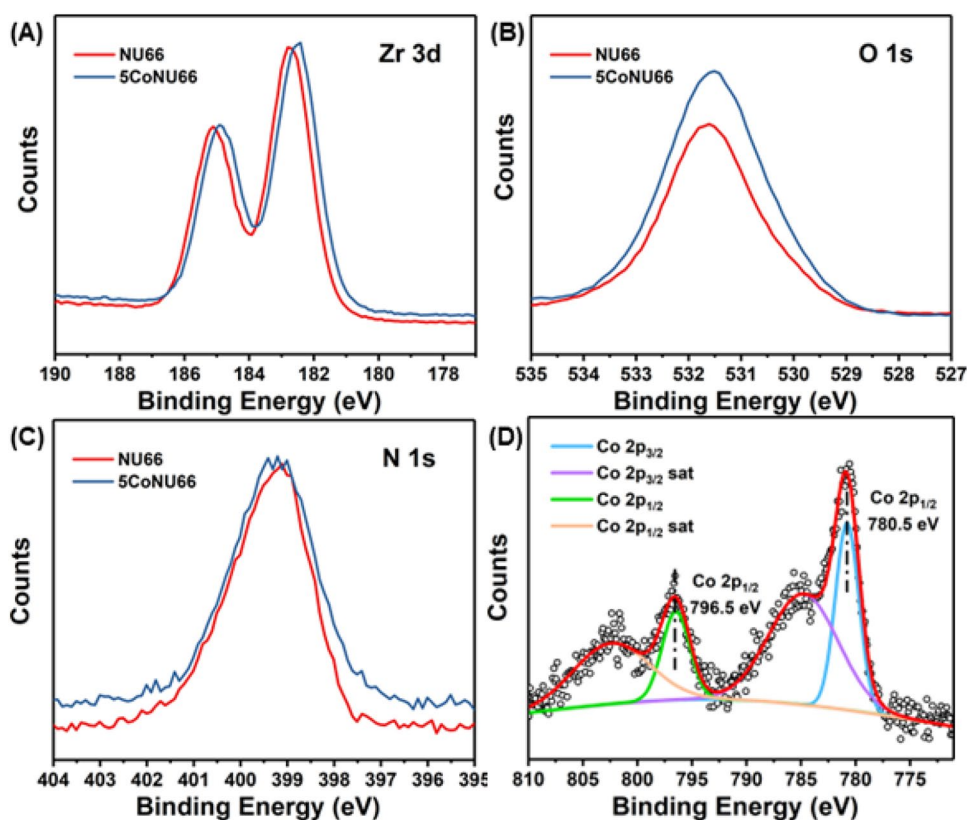 (A)
Zr 3d
NU66
5CoNU66
Counts
190 188 186 184 182 180 178
Binding Energy (eV)
(B)
O 1s
NU66
5CoNU66
Counts
535 534 533 532 531 530 529 528 527
Binding Energy (eV)
(C)
N 1s
NU66
5CoNU66
Counts
404 403 402 401 400 399 398 397 396 395
Binding Energy (eV)
(D)
Co 2p3/2
Co 2p3/2 sat
Co 2p1/2
Co 2p1/2 sat
Co 2p1/2
780.5 eV
Co 2p1/2
796.5 eV
Counts
810 805 800 795 790 785 780 775
Binding Energy (eV)